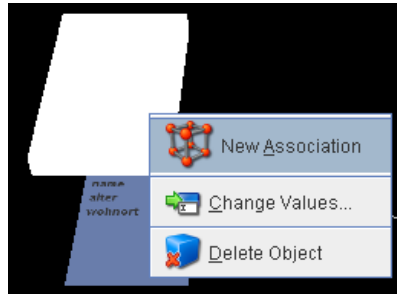 name
alter
wohnort
New Association
Change Values...
Delete Object